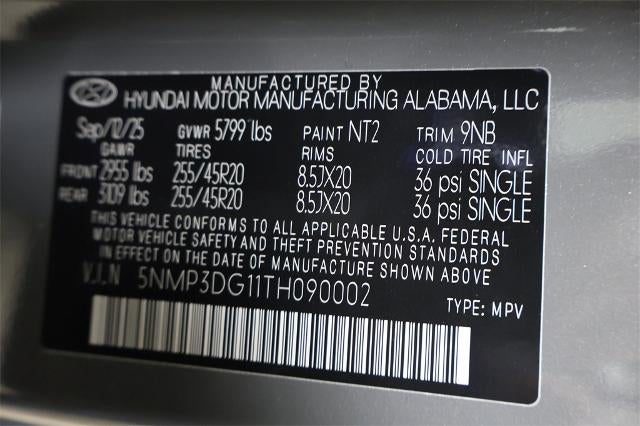 MANUFACTURED BY
HYUNDAI MOTOR MANUFACTURING ALABAMA, LLC
Sep/12/25 GVWR 5799 lbs PAINT NT2 TRIM 9NB
GAWR TIRES RIMS COLD TIRE INFL
FRONT 2955 lbs 255/45R20 8.5JX20 36 psi SINGLE
REAR 3109 lbs 255/45R20 8.5JX20 36 psi SINGLE
THIS VEHICLE CONFORMS TO ALL APPLICABLE U.S.A. FEDERAL
MOTOR VEHICLE SAFETY AND THEFT PREVENTION STANDARDS
IN EFFECT ON THE DATE OF MANUFACTURE SHOWN ABOVE
V.I.N 5NMP3DG11TH090002
TYPE: MPV